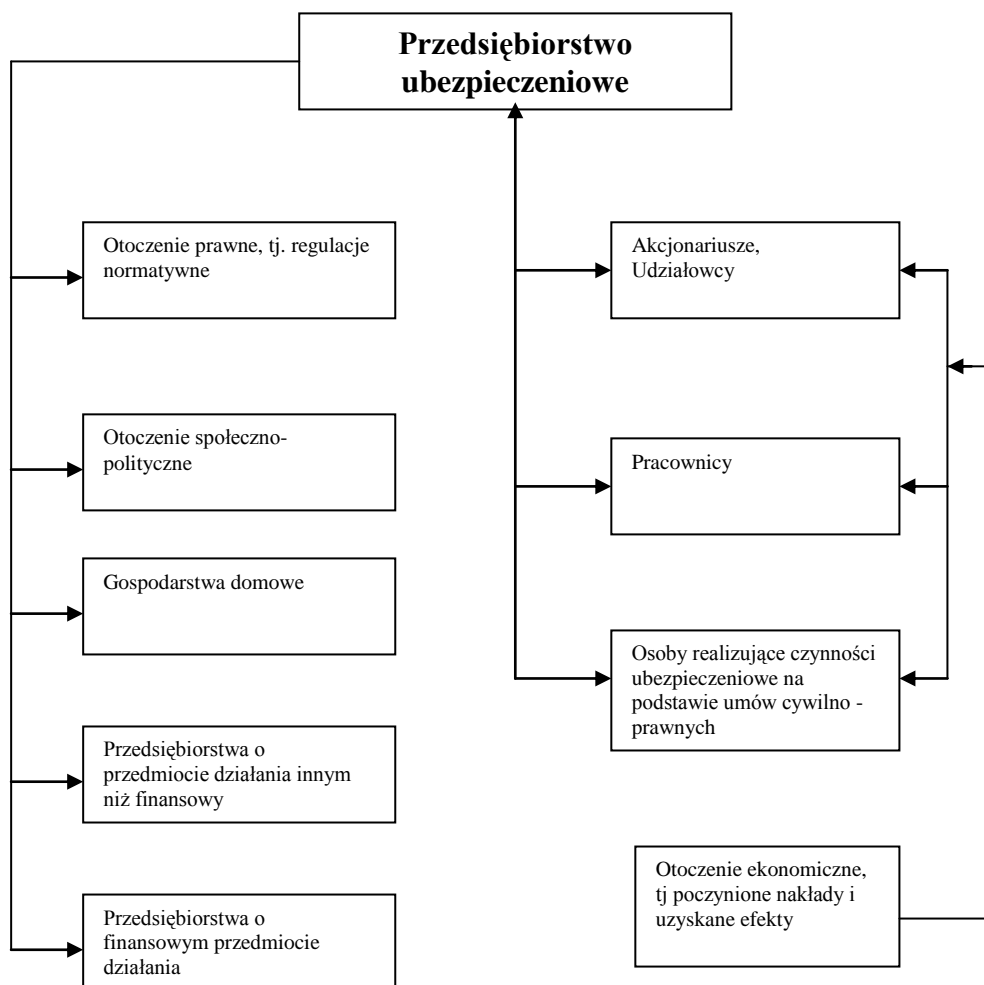 Przedsiębiorstwo
ubezpieczeniowe
Otoczenie prawne, tj. regulacje
normatywne
Otoczenie społeczno-
polityczne
Gospodarstwa domowe
Przedsiębiorstwa o
przedmiocie działania innym
niż finansowy
Przedsiębiorstwa o
finansowym przedmiocie
działania
Akcjonariusze,
Udziałowcy
Pracownicy
Osoby realizujące czynności
ubezpieczeniowe na
podstawie umów cywilno -
prawnych
Otoczenie ekonomiczne,
tj poczynione nakłady i
uzyskane efekty